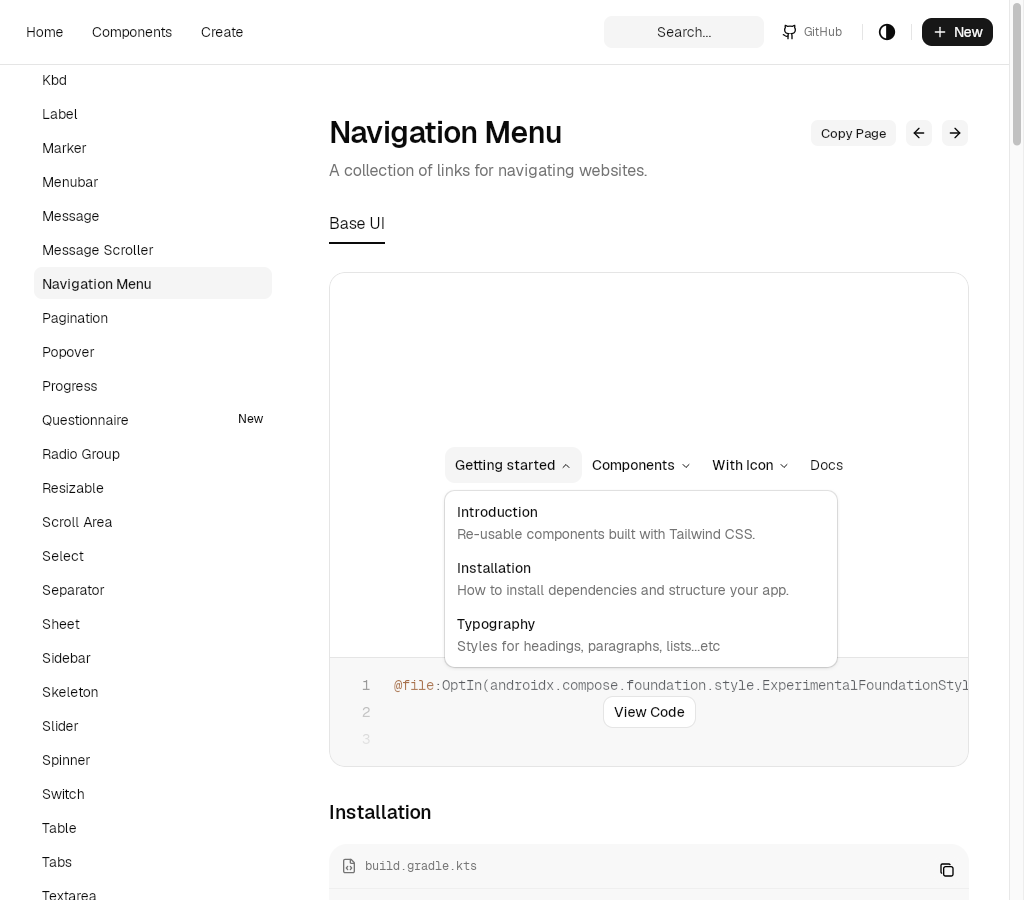 Home
Components
Create
Search...
GitHub
New
Kbd
Label
Marker
Menubar
Message
Message Scroller
Navigation Menu
Pagination
Popover
Progress
Questionnaire New
Radio Group
Resizable
Scroll Area
Select
Separator
Sheet
Sidebar
Skeleton
Slider
Spinner
Switch
Table
Tabs
Textarea
Navigation Menu
Copy Page
A collection of links for navigating websites.
Base UI
Getting started
Components
With Icon
Docs
Introduction
Re-usable components built with Tailwind CSS.
Installation
How to install dependencies and structure your app.
Typography
Styles for headings, paragraphs, lists...etc
1 @file:OptIn(androidx.compose.foundation.style.ExperimentalFoundationStyl
2
View Code
3
Installation
build.gradle.kts